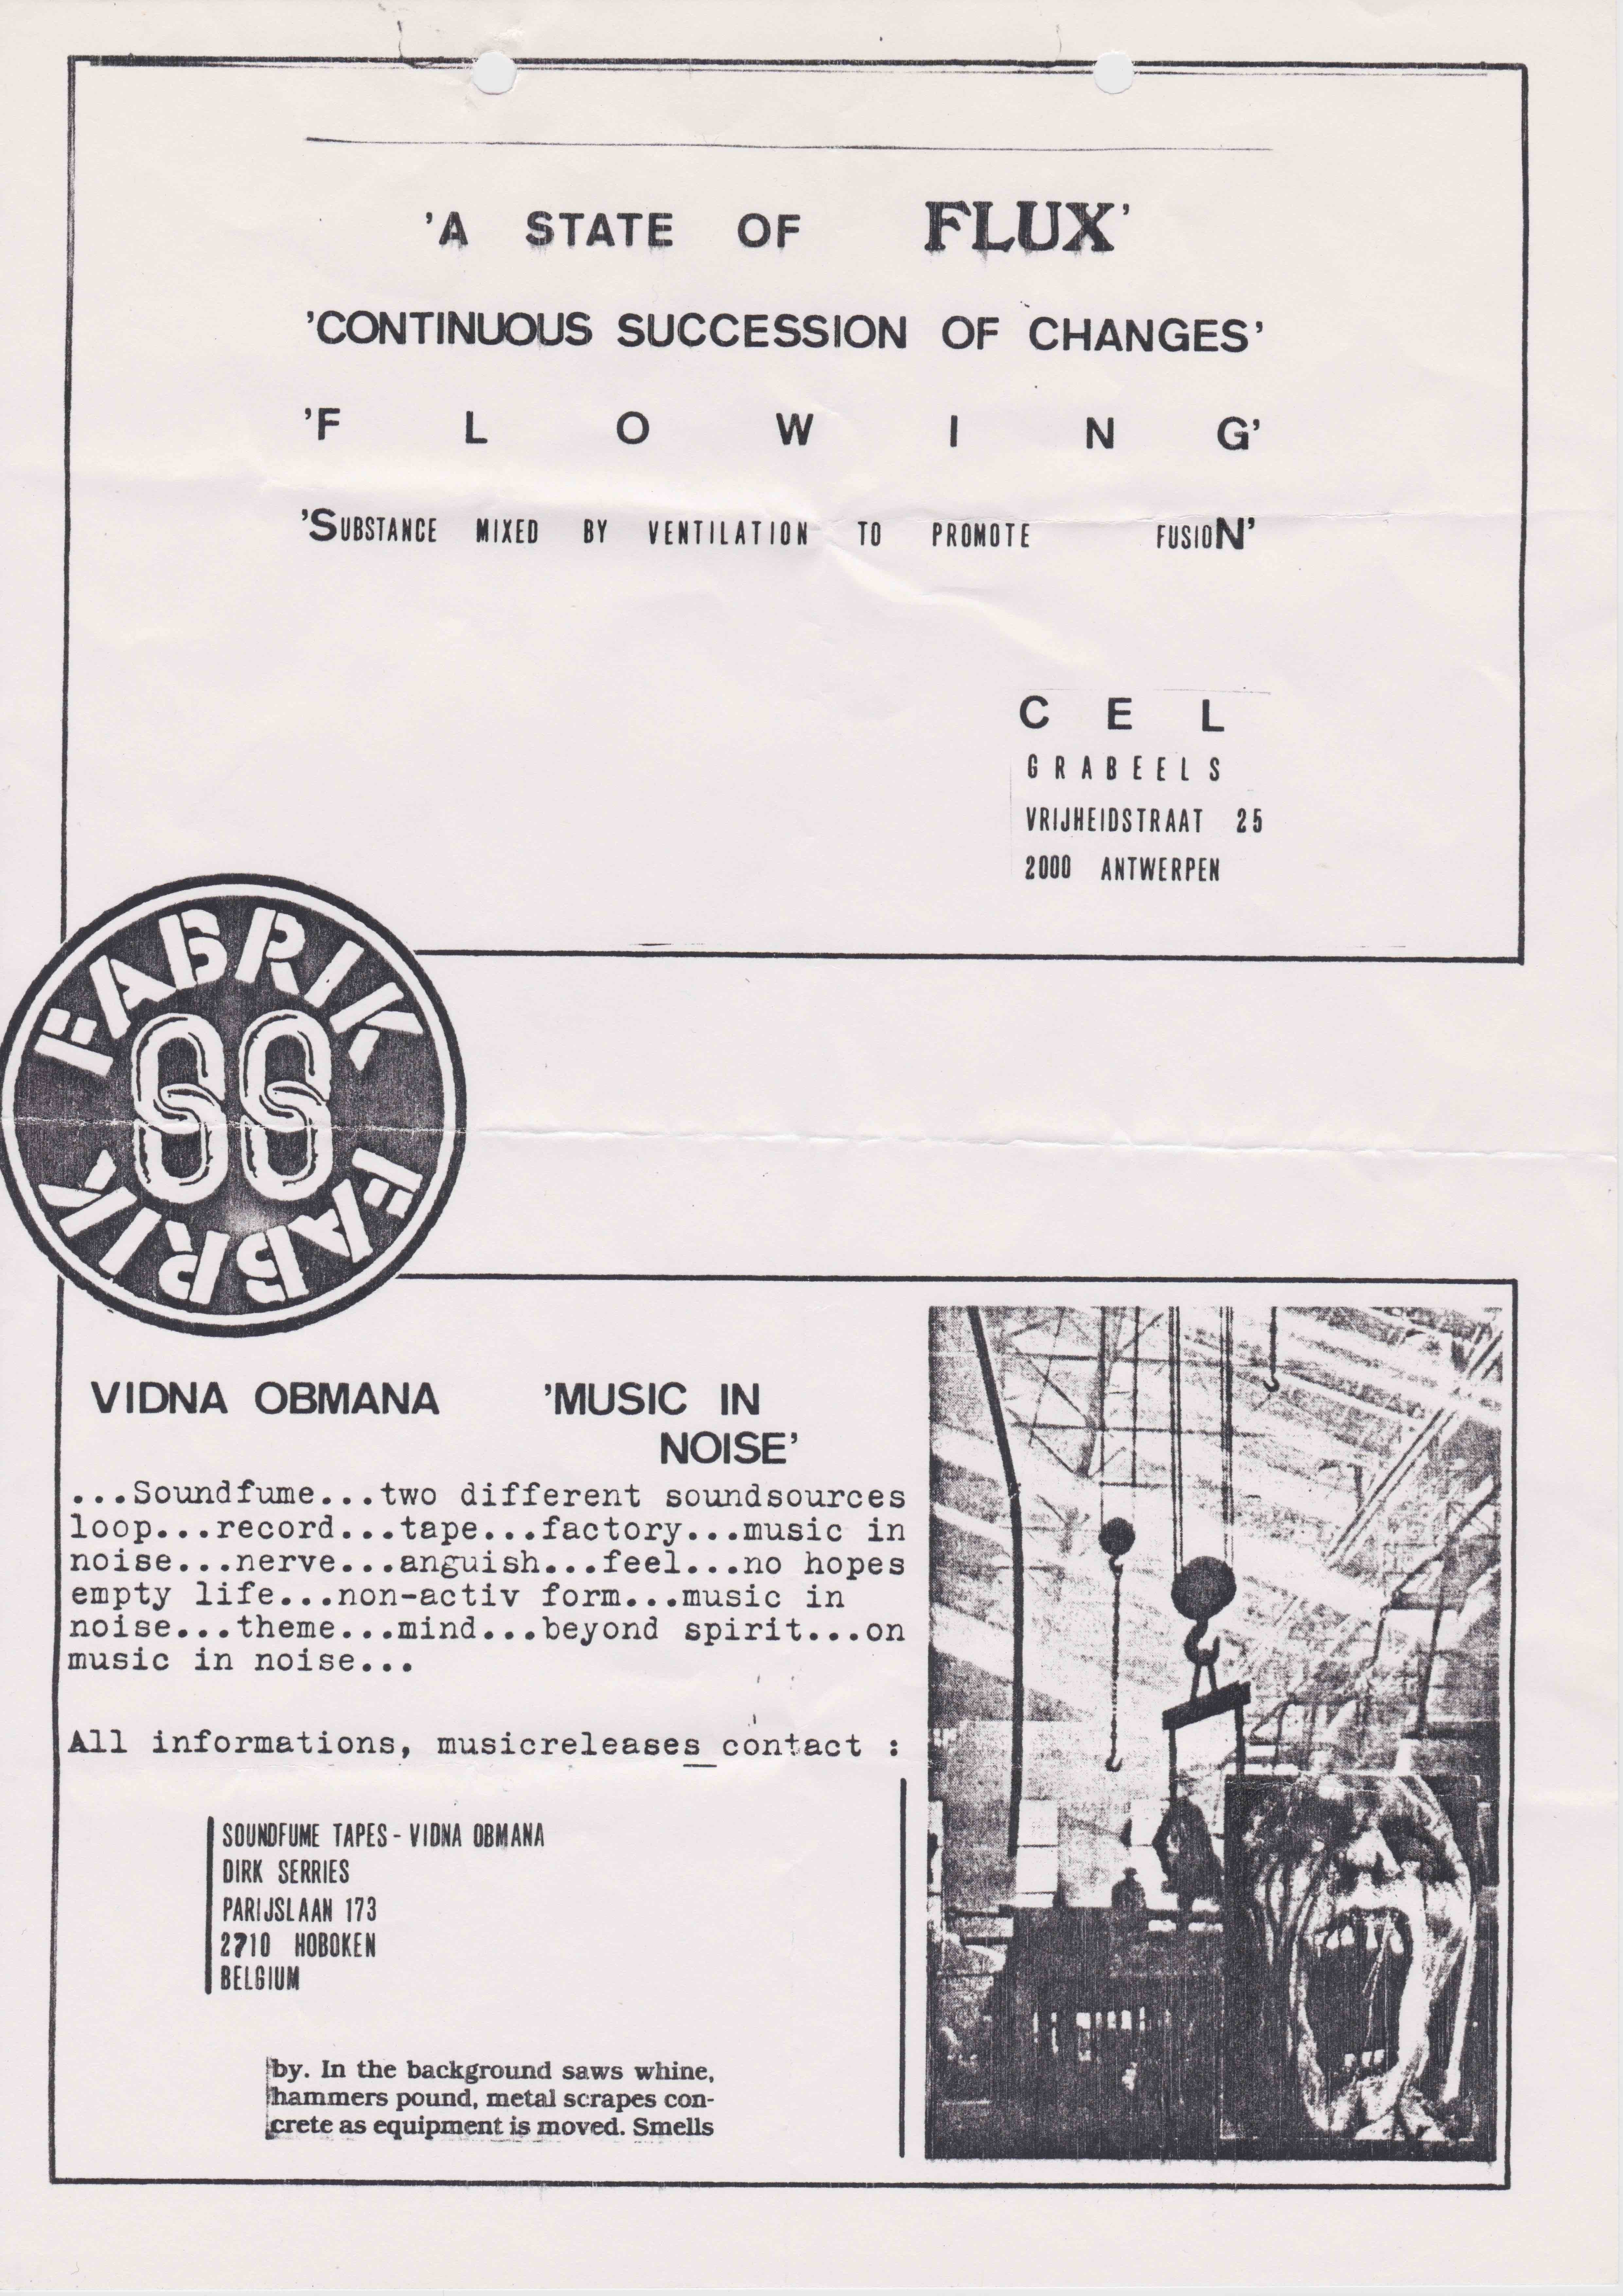 'A STATE OF FLUX'
'CONTINUOUS SUCCESSION OF CHANGES'
'F L O W I N G'
'SUBSTANCE MIXED BY VENTILATION TO PROMOTE FUSION'
C E L
GRABEELS
VRIJHEIDSTRAAT 25
2000 ANTWERPEN
FABRIK
FABRIK
VIDNA OBMANA 'MUSIC IN
NOISE'
...Soundfume...two different soundsources
loop...record...tape...factory...music in
noise...nerve...anguish...feel...no hopes
empty life...non-activ form...music in
noise...theme...mind...beyond spirit...on
music in noise...
All informations, musicreleases contact :
SOUNDFUME TAPES - VIDNA OBMANA
DIRK SERRIES
PARIJSLAAN 173
2710 HOBOKEN
BELGIUM
by. In the background saws whine,
hammers pound, metal scrapes con-
crete as equipment is moved. Smells